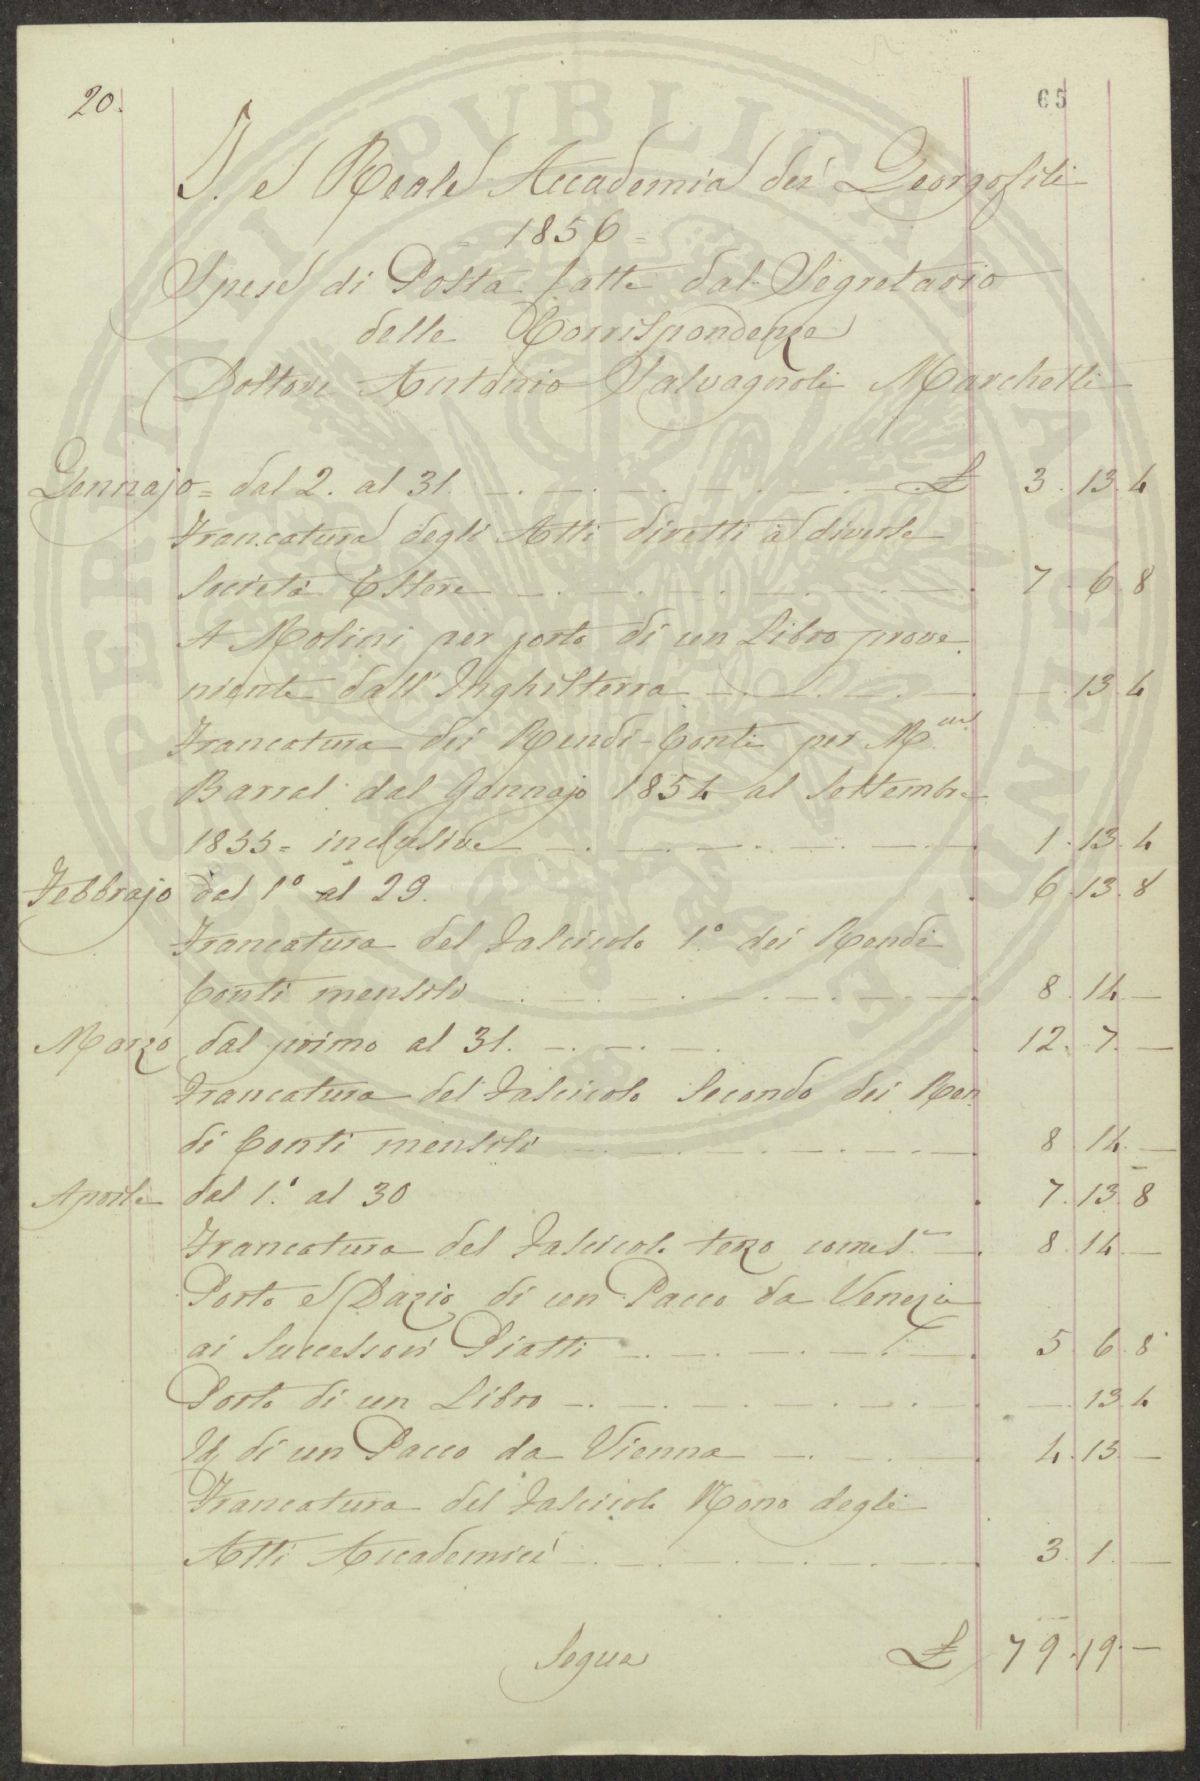 20.
65
I. e Reale Accademia dei Georgofili
= 1856 =
Spese di Posta fatte dal Segretario
delle Corrispondenze
Dottore Antonio Salvagnoli Marchetti
Gennajo = dal 2. al 31. £ 3. 13. 4
Francatura degli Atti diretti a diverse
Società Estere 7. 6. 8
A Molini per porto di un Libro prove
niente dall'Inghilterra —. 13. 4
Francatura dei Rendi-Conti per M.
Barral dal Gennajo 1854 al Settembre
1855 = inclusive 1. 13. 4
Febbrajo dal 1° al 29. 6. 13. 8
Francatura del Fascicolo 1.° dei Rendi
Conti mensili 8. 14. —
Marzo dal primo al 31. 12. 7. —
Francatura del Fascicolo Secondo dei Ren
di Conti mensili 8. 14. —
Aprile dal 1.° al 30 7. 13. 8
Francatura del Fascicolo terzo come S. 8. 14. —
Porto e Dazio di un Pacco da Venezia
ai Successori Piatti 5. 6. 8
Porto di un Libro —. 13. 4
Id. di un Pacco da Vienna 4. 15. —
Francatura del Fascicolo Nono degli
Atti Accademici 3. 1. —
Segue £ 79. 19. —
PROSPERITATI PUBLICAE AUGENDAE